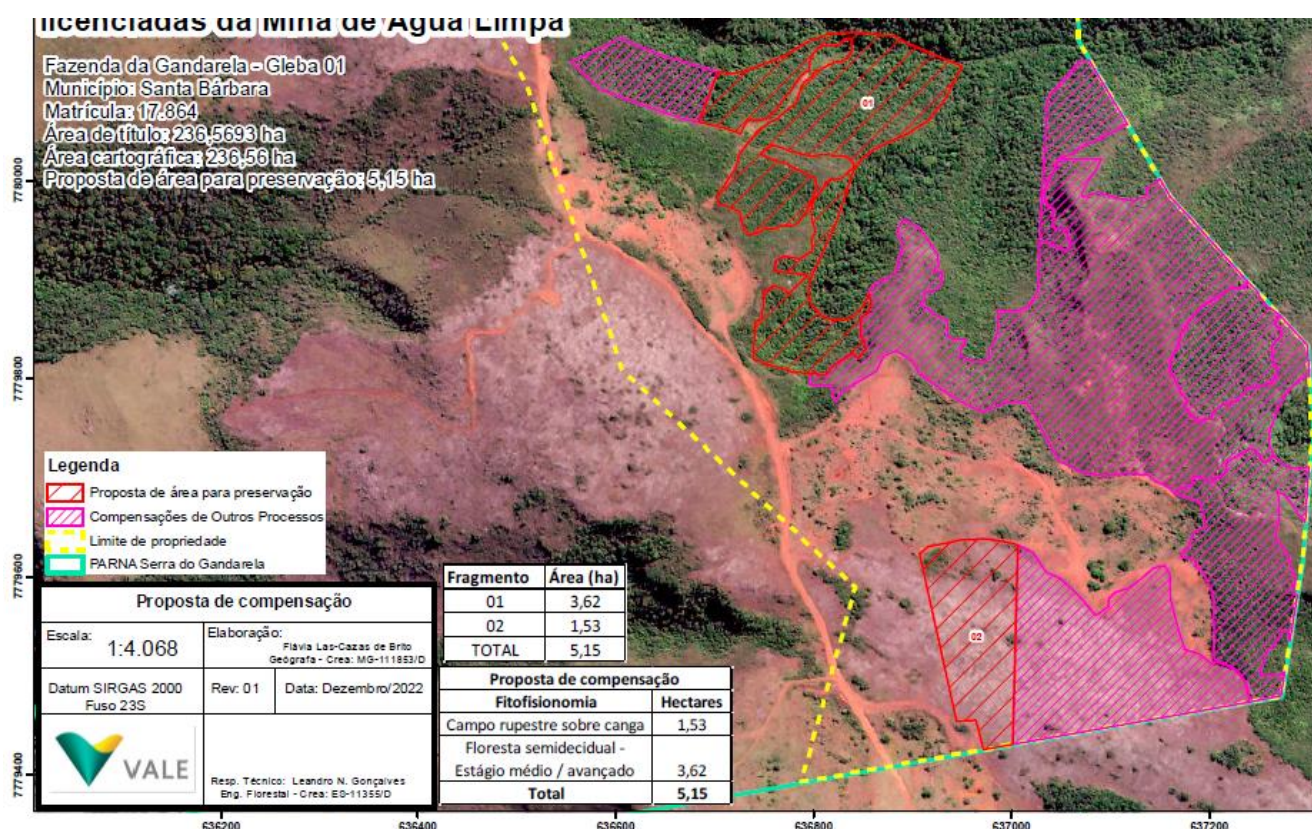 licenciadas da Mina de Água Limpa
Fazenda da Gandarela - Gleba 01
Município: Santa Bárbara
Matrícula: 17.864
Área de título: 236,5693 ha
Área cartográfica: 236,56 ha
Proposta de área para preservação: 5,15 ha
01
02
7780000
7779800
7779600
7779400
636200
636400
636600
636800
637000
637200
Legenda
Proposta de área para preservação
Compensações de Outros Processos
Limite de propriedade
PARNA Serra do Gandarela
Proposta de compensação
Escala:
1:4.068
Elaboração:
Flávia Las-Cazas de Brito
Geógrafa - Crea: MG-111853/D
Datum SIRGAS 2000
Fuso 23S
Rev: 01
Data: Dezembro/2022
VALE
Resp. Técnico: Leandro N. Gonçalves
Eng. Florestal - Crea: ES-11355/D
Fragmento Área (ha)
01 3,62
02 1,53
TOTAL 5,15
Proposta de compensação
Fitofisionomia Hectares
Campo rupestre sobre canga 1,53
Floresta semidecidual -
Estágio médio / avançado 3,62
Total 5,15